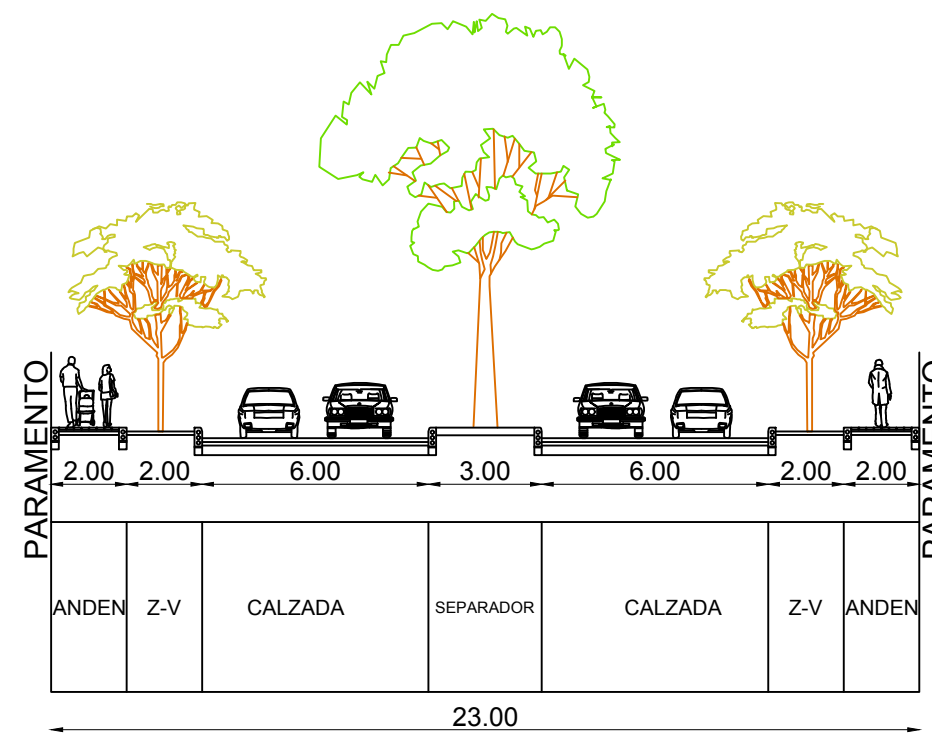 PARAMENTO
PARAMENTO
2.00 2.00 6.00 3.00 6.00 2.00 2.00
ANDEN Z-V CALZADA SEPARADOR CALZADA Z-V ANDEN
23.00